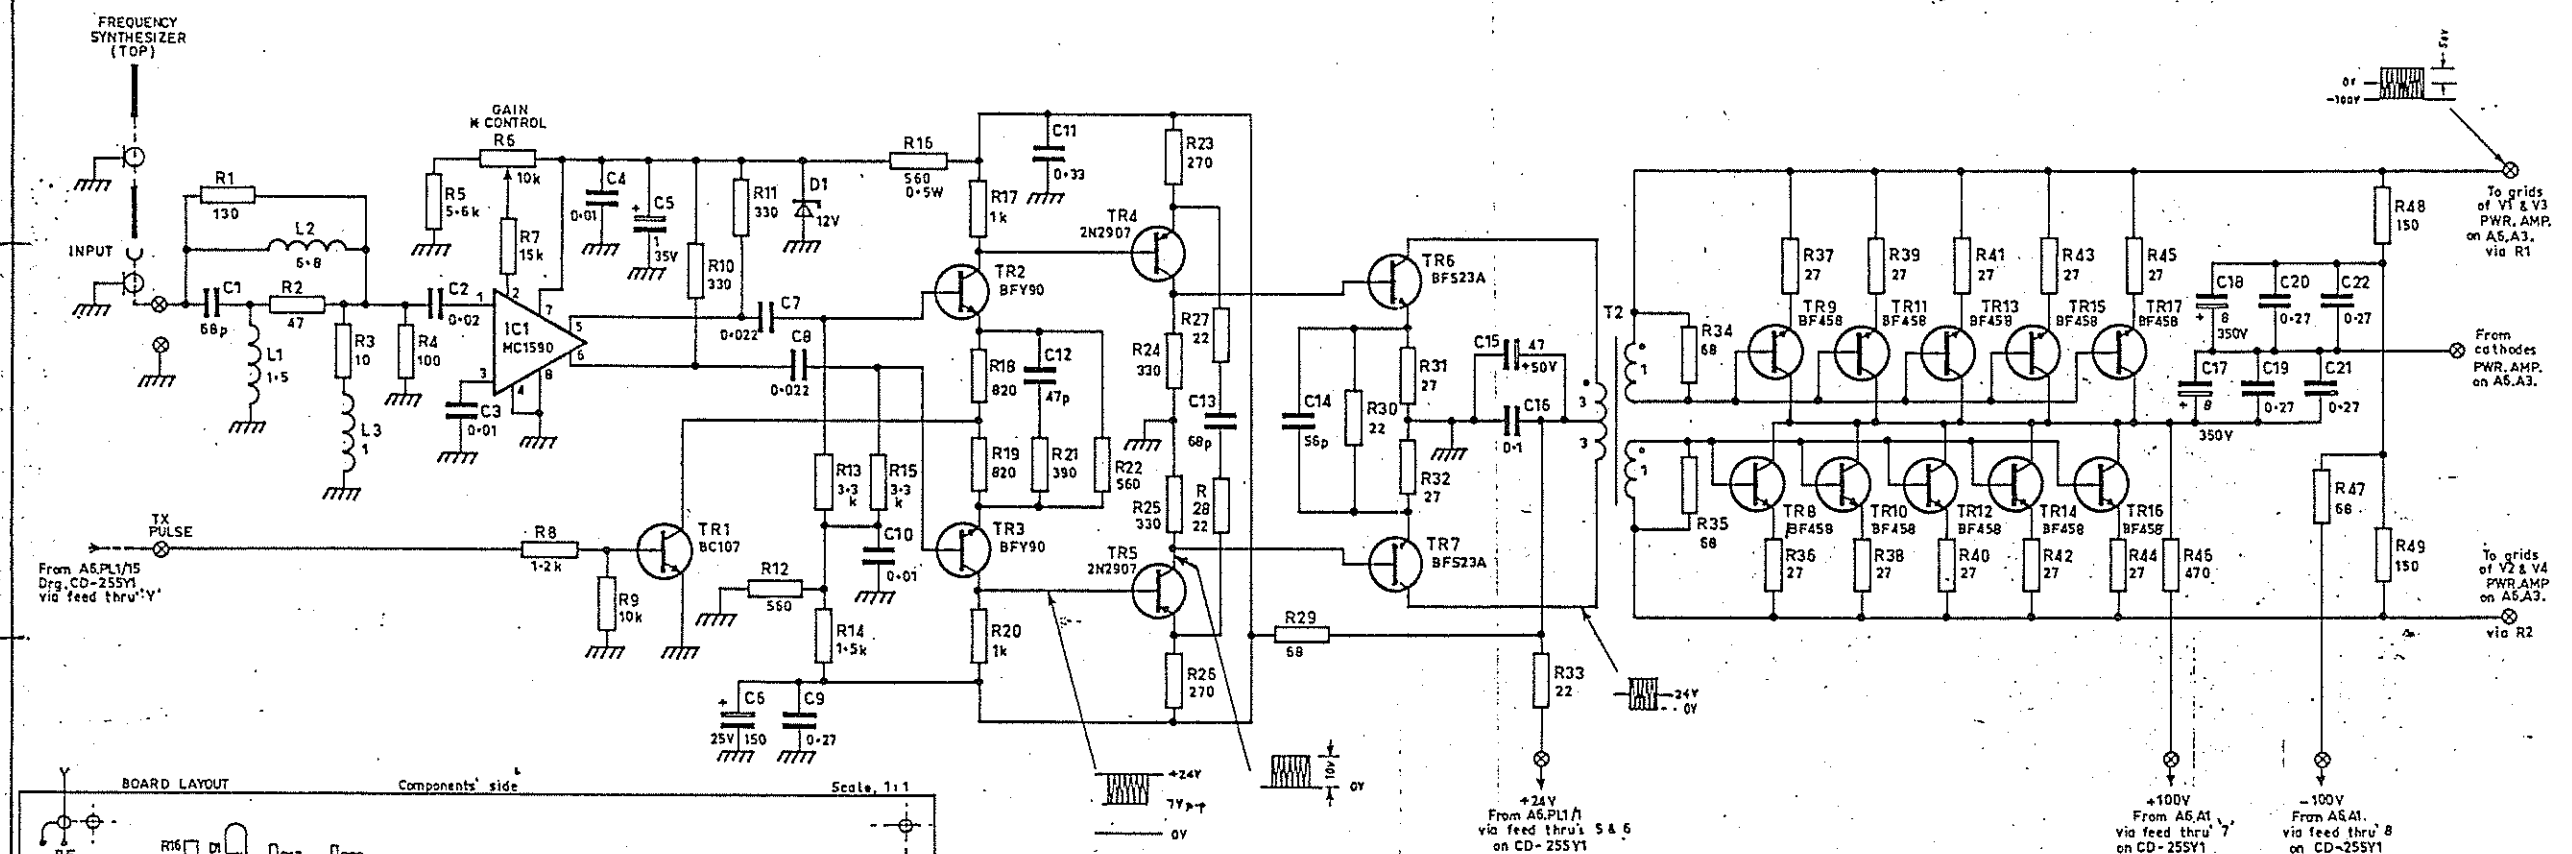 FREQUENCY
SYNTHESIZER
(TOP)
INPUT
R1
130
L2
6·8
C1
68p
R2
47
L1
1·5
R3
10
L3
1
R4
100
C2
0·02
C3
0·01
GAIN
* CONTROL
R6
10k
R5
5·6k
R7
15k
IC1
MC1590
1
2
3
4
5
6
7
8
C4
0·01
C5
+
1
35V
R10
330
R11
330
D1
12V
C7
0·022
C8
0·022
R16
560
0·5W
R17
1k
C11
0·33
TR2
BFY90
R18
820
C12
47p
R19
820
R21
390
R22
560
TR3
BFY90
R20
1k
R13
3·3
k
R15
3·3
k
C10
0·01
R12
560
R14
1·5k
C6
+
25V 150
C9
0·27
TX
PULSE
From A6,PL1/15
Drg. CD-255Y1
via feed thru' 'Y'
R8
1·2k
R9
10k
TR1
BC107
R23
270
TR4
2N2907
R24
330
R27
22
C13
68p
R25
330
R
28
22
TR5
2N2907
R26
270
TR6
BFS23A
R31
27
C14
56p
R30
22
R32
27
TR7
BFS23A
C15
47
+50V
C16
0·1
R29
68
R33
22
T2
3
3
1
1
R34
68
R35
68
R37
27
R39
27
R41
27
R43
27
R45
27
TR9
BF458
TR11
BF458
TR13
BF458
TR15
BF458
TR17
BF458
TR8
BF458
TR10
BF458
TR12
BF458
TR14
BF458
TR16
BF458
R36
27
R38
27
R40
27
R42
27
R44
27
R46
470
C18
+ 8
350V
C20
0·27
C22
0·27
C17
+ 8
350V
C19
0·27
C21
0·27
R48
150
R47
68
R49
150
0V
-100V
To grids
of V1 & V3
PWR. AMP.
on A6, A3.
via R1
From
cathodes
PWR. AMP.
on A6, A3.
To grids
of V2 & V4
PWR.AMP
on A6, A3.
via R2
24V
0V
+24V
7V p-p
0V
10V
0V
+24V
From A6,PL1/1
via feed thru's 5 & 6
on CD-255Y1
+100V
From A6,A1
via feed thru' '7'
on CD-255Y1
-100V
From A6,A1.
via feed thru' 8
on CD-255Y1
BOARD LAYOUT
Components' side
Scale, 1:1
R16
D1